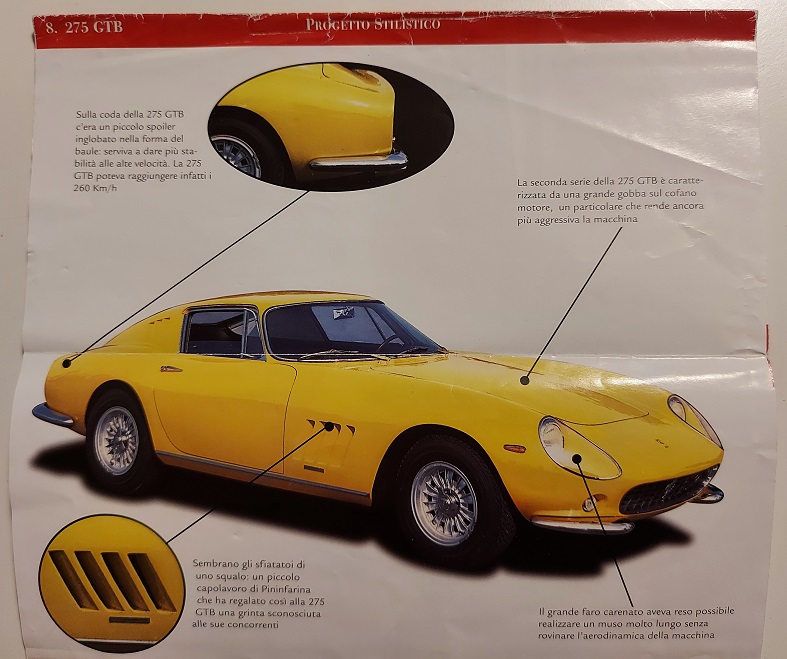 8. 275 GTB
PROGETTO STILISTICO
Sulla coda della 275 GTB
c'era un piccolo spoiler
inglobato nella forma del
baule: serviva a dare più sta-
bilità alle alte velocità. La 275
GTB poteva raggiungere infatti i
260 Km/h
La seconda serie della 275 GTB è caratte-
rizzata da una grande gobba sul cofano
motore, un particolare che rende ancora
più aggressiva la macchina
Sembrano gli sfiatatoi di
uno squalo: un piccolo
capolavoro di Pininfarina
che ha regalato così alla 275
GTB una grinta sconosciuta
alle sue concorrenti
Il grande faro carenato aveva reso possibile
realizzare un muso molto lungo senza
rovinare l'aerodinamica della macchina